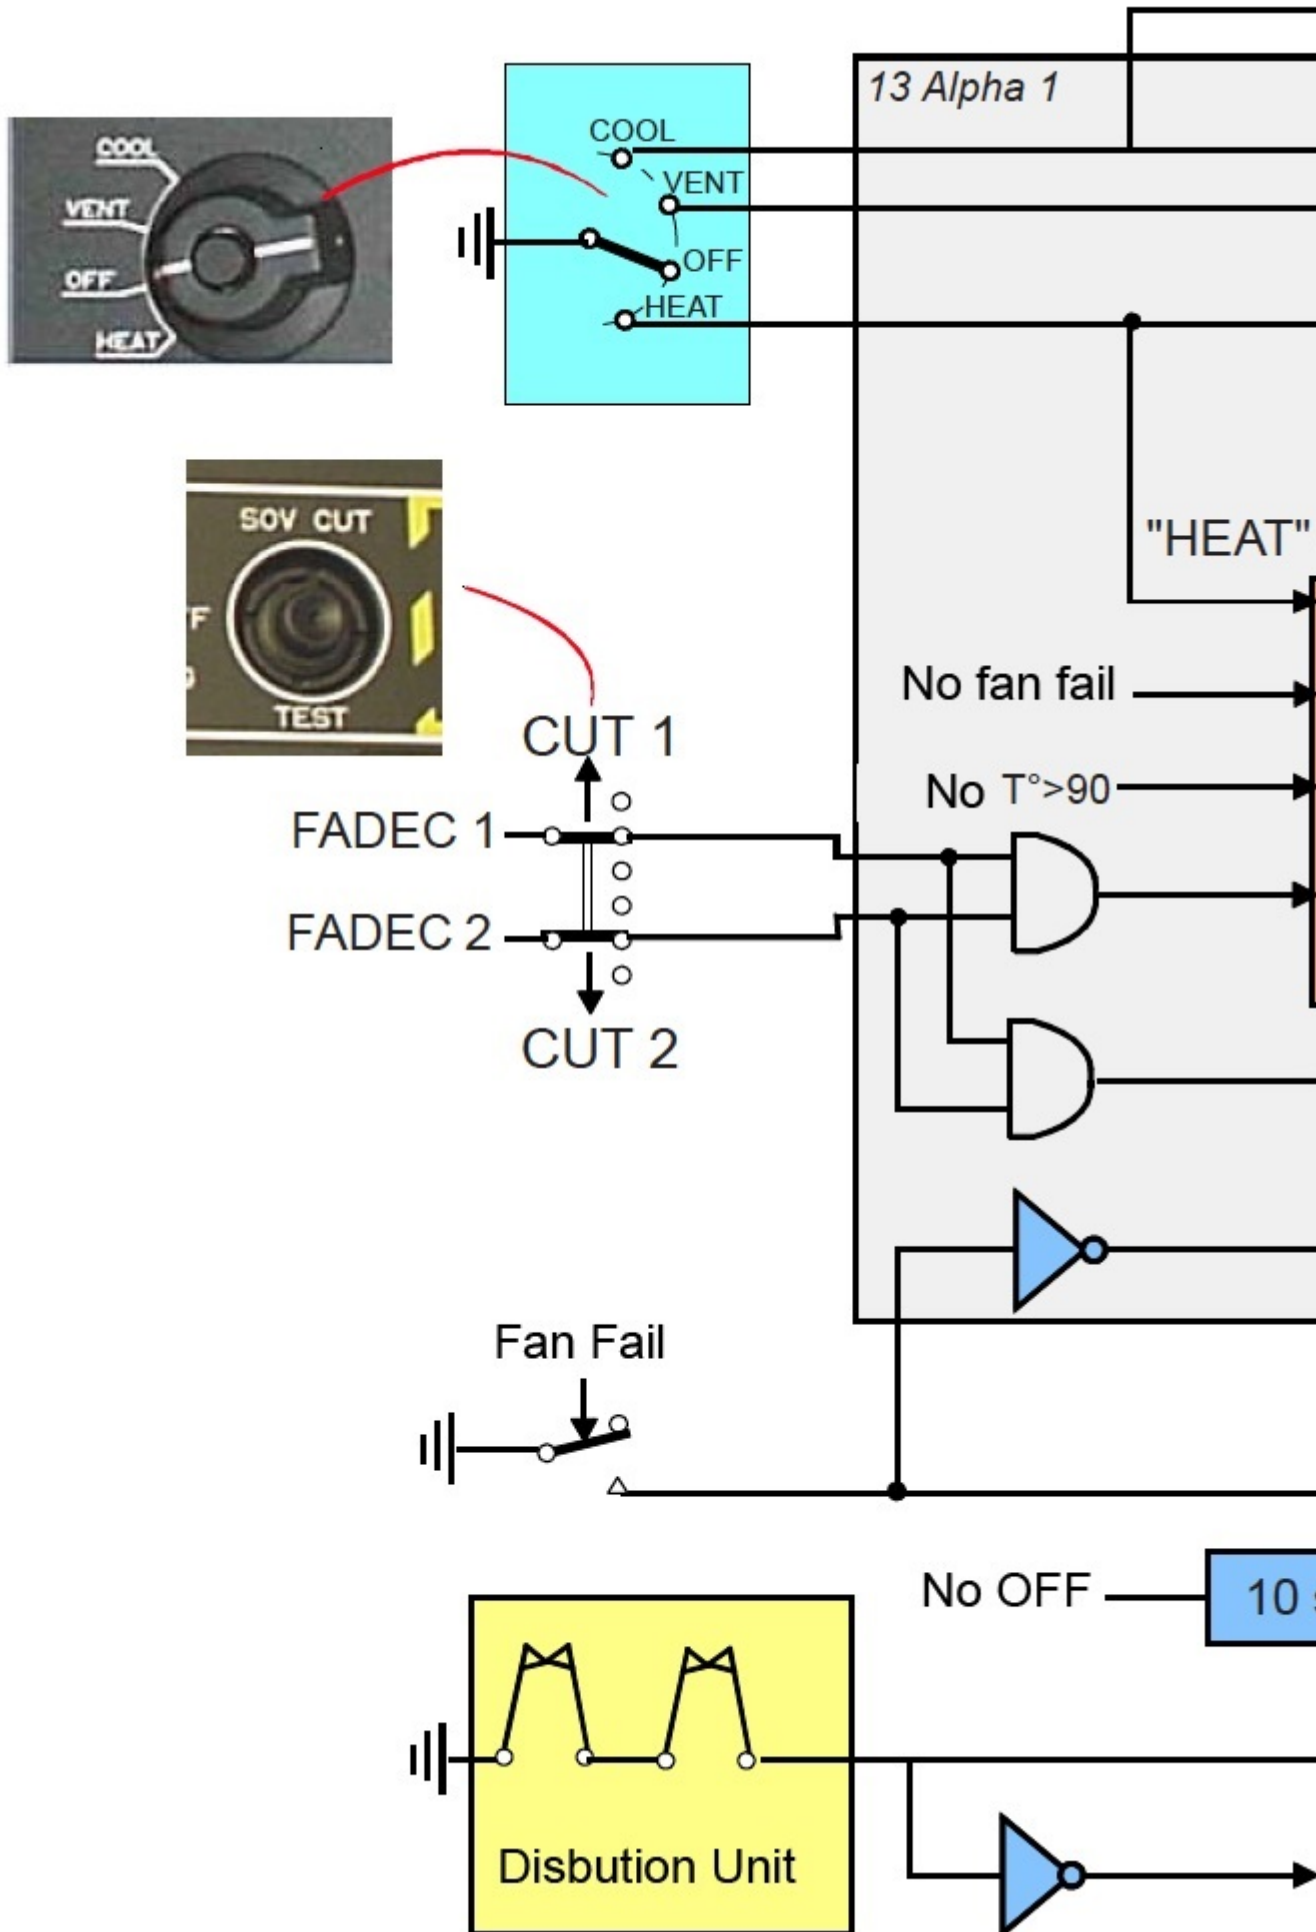 13 Alpha 1
COOL
VENT
OFF
HEAT
COOL
VENT
OFF
HEAT
"HEAT"
SOV CUT
TEST
No fan fail
CUT 1
No T°>90
FADEC 1
FADEC 2
CUT 2
Fan Fail
No OFF
10
Disbution Unit